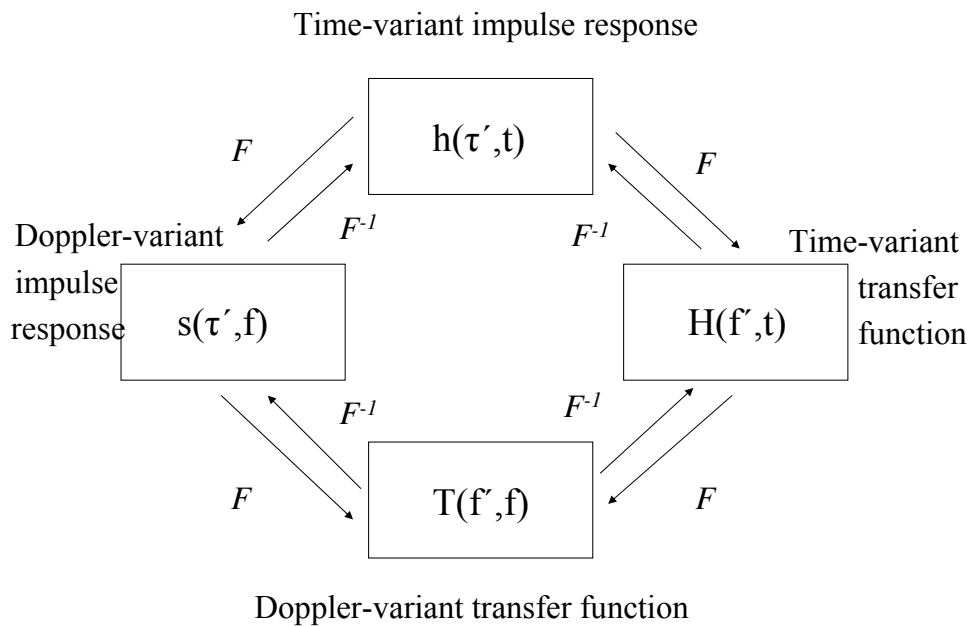 Time-variant impulse response
h(τ´,t)
F
F
F-1
F-1
Doppler-variant
impulse
response
Time-variant
transfer
function
s(τ´,f)
H(f´,t)
F-1
F-1
F
F
T(f´,f)
Doppler-variant transfer function